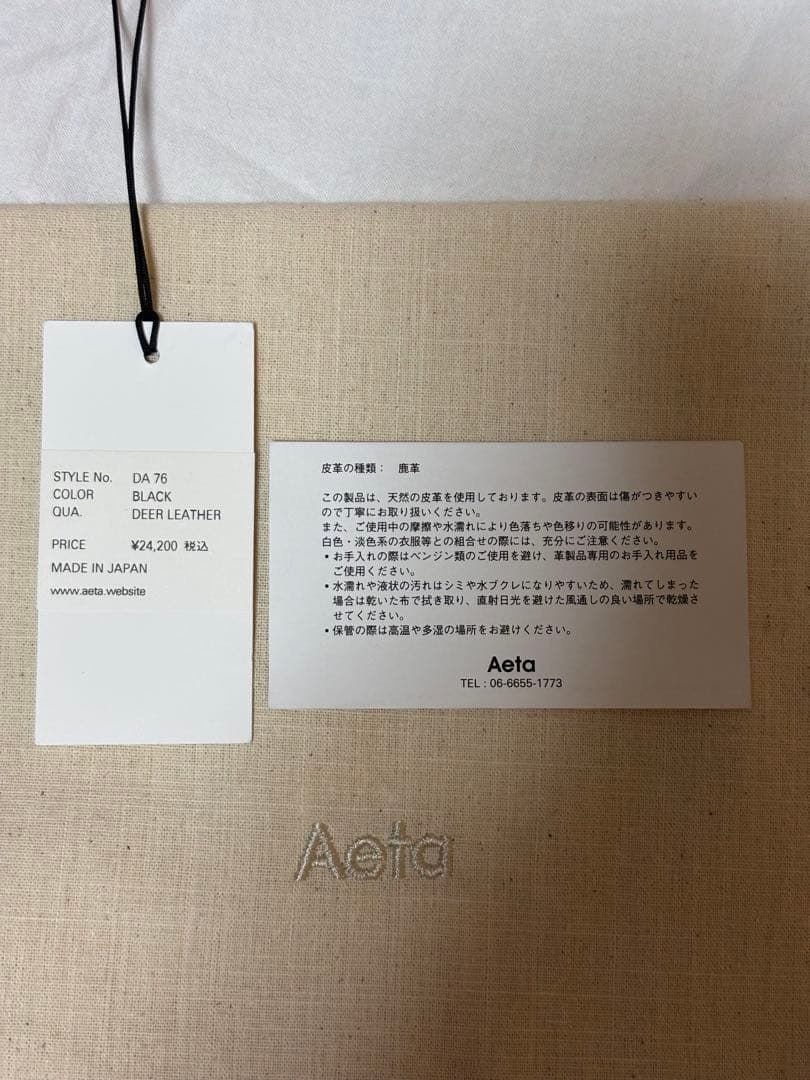 STYLE No. DA 76
COLOR BLACK
QUA. DEER LEATHER
PRICE ¥24,200 税込
MADE IN JAPAN
www.aeta.website
皮革の種類： 鹿革
この製品は、天然の皮革を使用しております。皮革の表面は傷がつきやすい
ので丁寧にお取り扱いください。
また、ご使用中の摩擦や水濡れにより色落ちや色移りの可能性があります。
白色・淡色系の衣服等との組合せの際には、充分にご注意ください。
•お手入れの際はベンジン類のご使用を避け、革製品専用のお手入れ用品を
ご使用ください。
•水濡れや液状の汚れはシミや水ブクレになりやすいため、濡れてしまった
場合は乾いた布で拭き取り、直射日光を避けた風通しの良い場所で乾燥さ
せてください。
•保管の際は高温や多湿の場所をお避けください。
Aeta
TEL : 06-6655-1773
Aeta